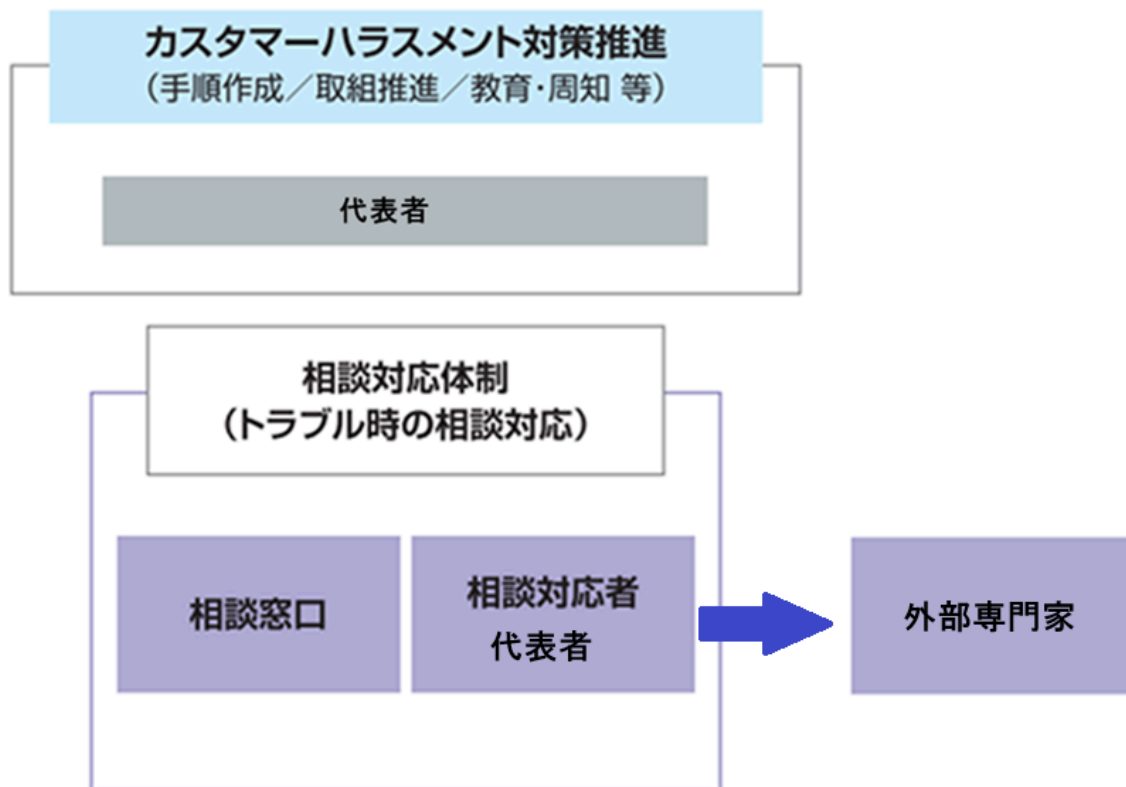 カスタマーハラスメント対策推進
（手順作成／取組推進／教育・周知 等）
代表者
相談対応体制
（トラブル時の相談対応）
相談窓口
相談対応者
代表者
外部専門家